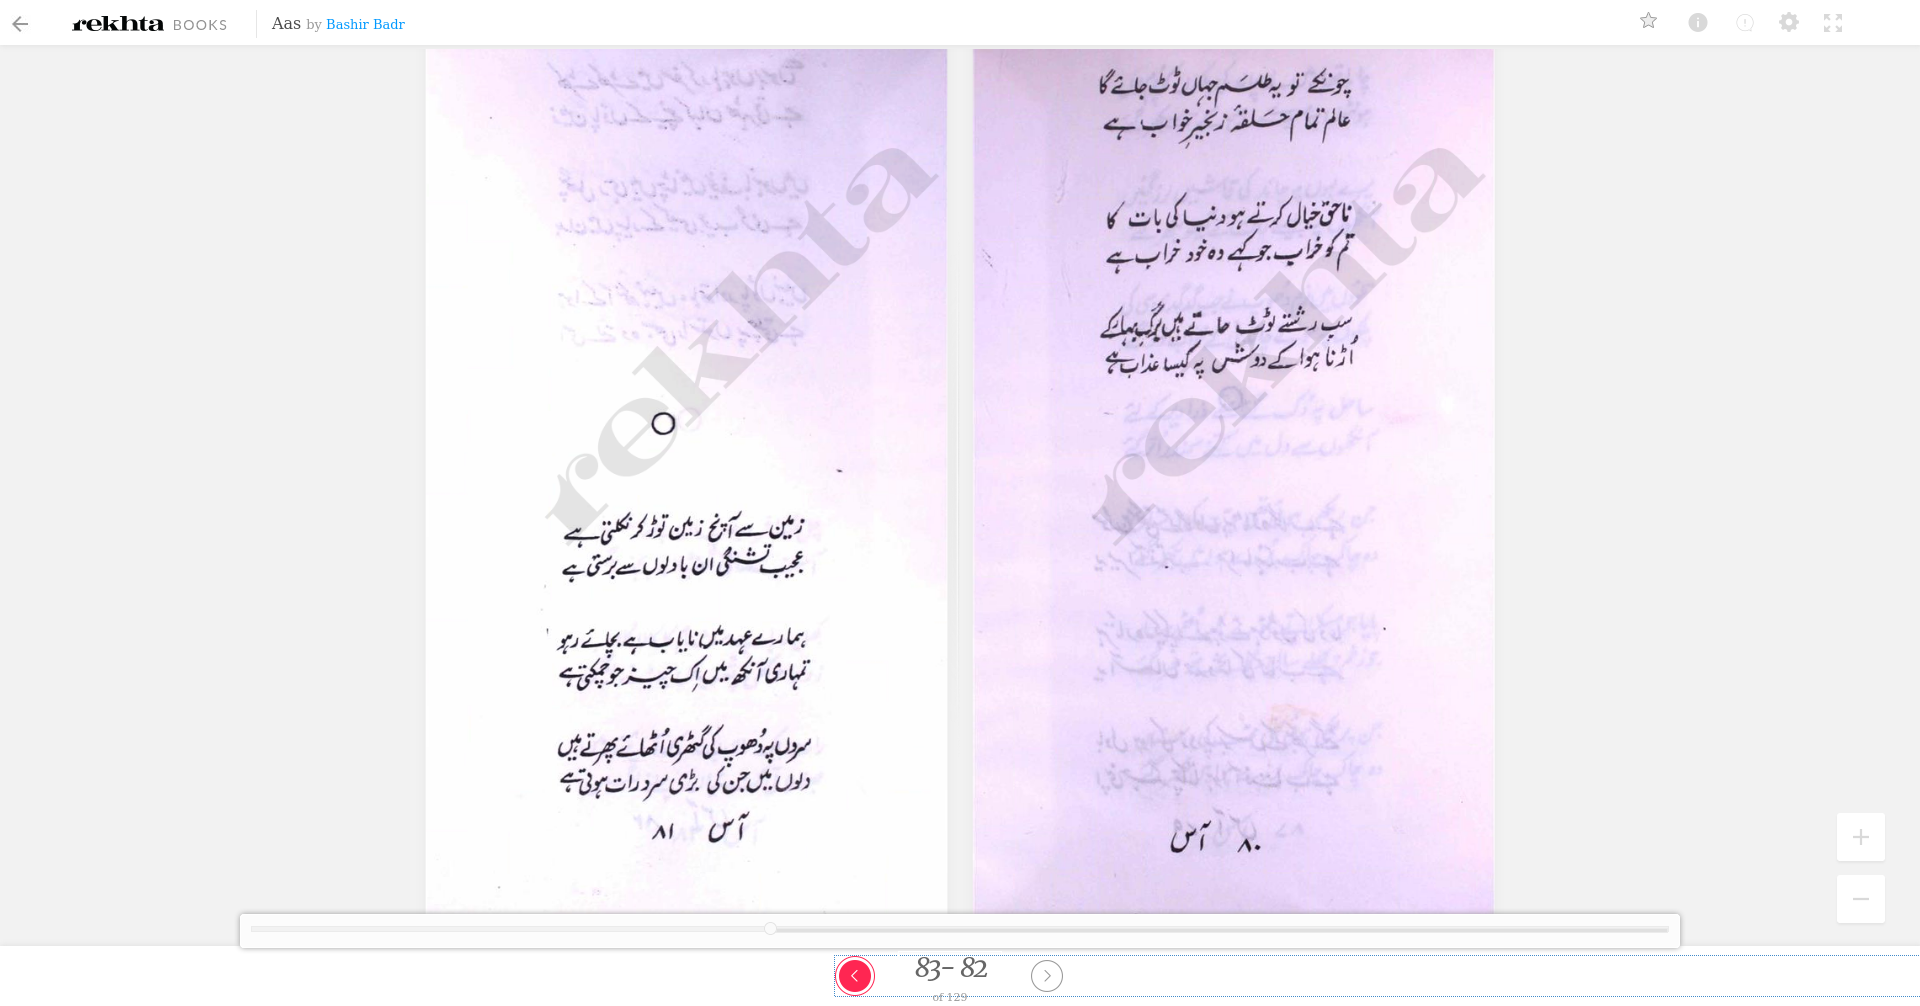 rekhta BOOKS Aas by Bashir Badr
چونکے تو یہ طلسم جہاں ٹوٹ جائے گا
عالم تمام حلقۂ زنجیرِ خواب ہے
ناحق خیال کرتے ہو دنیا کی بات کا
تم کو خراب جو کہے وہ خود خراب ہے
سب رشتے ٹوٹ جاتے ہیں برگِ بہار کے
اُڑنا ہوا کے دوش پہ کیسا عذاب ہے
۸۰ آس
rekhta
زمین سے آنچ زمین توڑ کر نکلتی ہے
عجیب تشنگی ان بادلوں سے برستی ہے
ہمارے عہد میں نایاب ہے بچائے رہو
تمہاری آنکھ میں اِک چیز جو چمکتی ہے
سروں پہ دُھوپ کی گٹھری اُٹھائے پھرتے ہیں
دلوں میں جن کی بڑی سرد رات ہوتی ہے
آس ۸۱
rekhta
83- 82
of 129